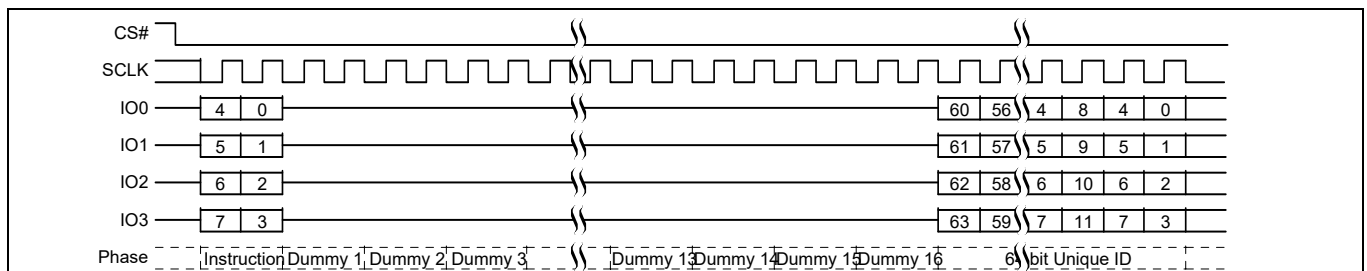 CS#
SCLK
IO0 4 0 60 56 4 8 4 0
IO1 5 1 61 57 5 9 5 1
IO2 6 2 62 58 6 10 6 2
IO3 7 3 63 59 7 11 7 3
Phase Instruction Dummy 1 Dummy 2 Dummy 3 Dummy 13 Dummy 14 Dummy 15 Dummy 16 64 bit Unique ID